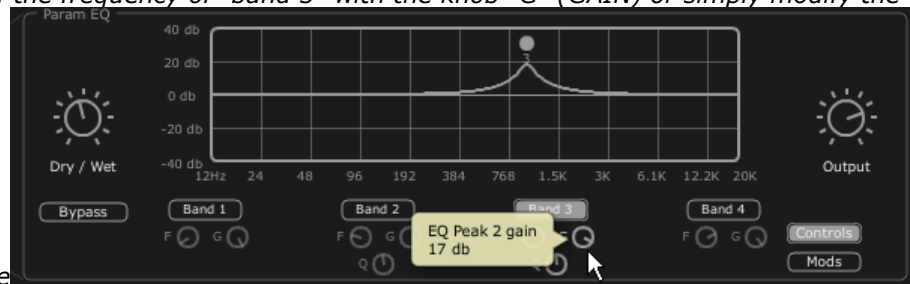 the frequency of "band 3" with the knob "G" (GAIN) or simply modify the
Param EQ
40 db
20 db
0 db
-20 db
-40 db
3
12Hz 24 48 96 192 384 768 1.5K 3K 6.1K 12.2K 20K
Dry / Wet
Output
Bypass
Band 1
Band 2
Band 3
Band 4
F G
F G
G
F G
Q
Q
EQ Peak 2 gain
17 db
Controls
Mods
e